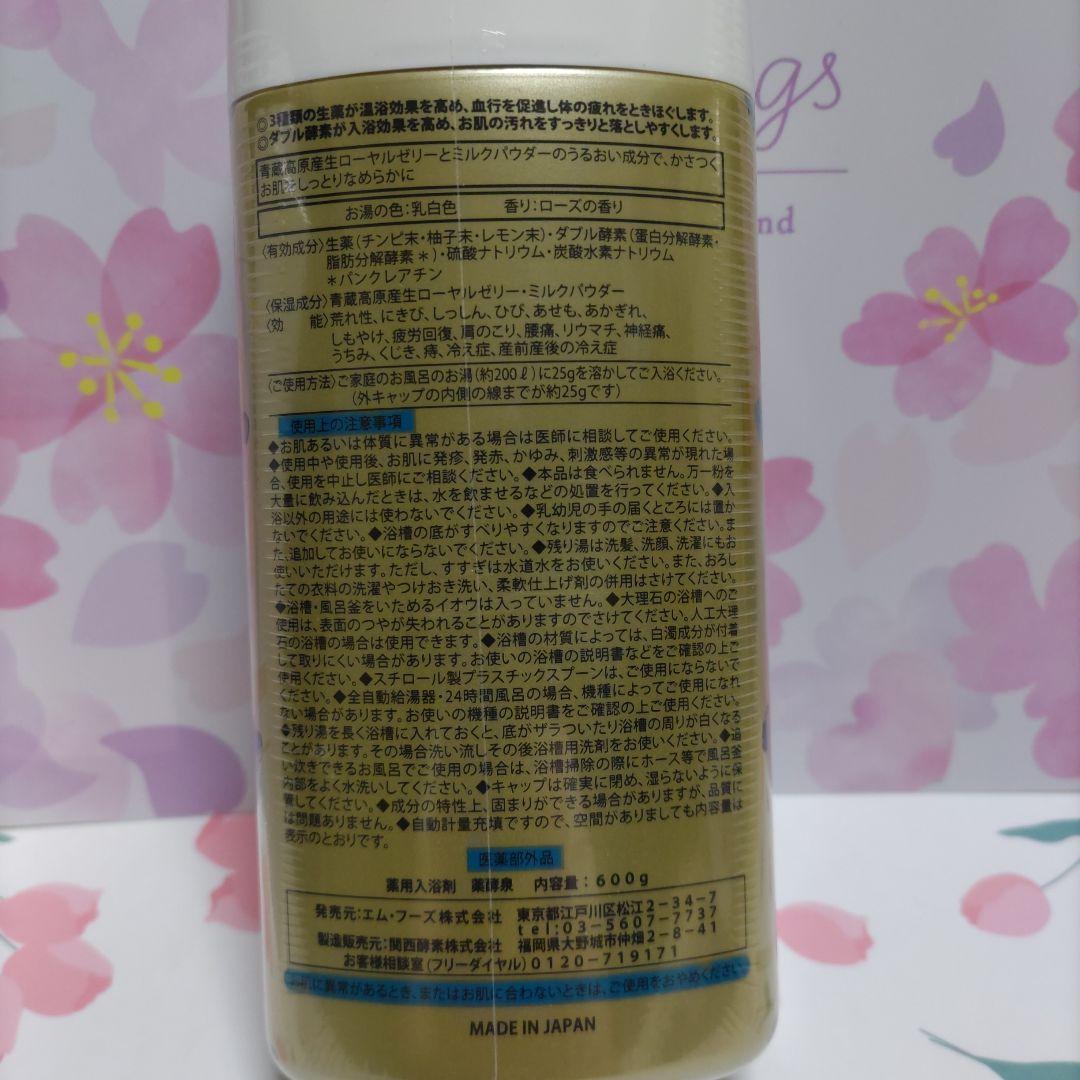 gs
nd
◎3種類の生薬が温浴効果を高め、血行を促進し体の疲れをときほぐします。
◎ダブル酵素が入浴効果を高め、お肌の汚れをすっきりと落としやすくします。
青蔵高原産生ローヤルゼリーとミルクパウダーのうるおい成分で、かさつく
お肌をしっとりなめらかに
お湯の色：乳白色 香り：ローズの香り
〈有効成分〉生薬（チンピ末・柚子末・レモン末）・ダブル酵素（蛋白分解酵素・
脂肪分解酵素＊）・硫酸ナトリウム・炭酸水素ナトリウム
＊パンクレアチン
〈保湿成分〉青蔵高原産生ローヤルゼリー・ミルクパウダー
〈効 能〉荒れ性、にきび、しっしん、ひび、あせも、あかぎれ、
しもやけ、疲労回復、肩のこり、腰痛、リウマチ、神経痛、
うちみ、くじき、痔、冷え症、産前産後の冷え症
〈ご使用方法〉ご家庭のお風呂のお湯（約200ℓ）に25gを溶かしてご入浴ください。
（外キャップの内側の線までが約25gです）
使用上の注意事項
◆お肌あるいは体質に異常がある場合は医師に相談してご使用ください。
◆使用中や使用後、お肌に発疹、発赤、かゆみ、刺激感等の異常が現れた場
合、使用を中止し医師にご相談ください。◆本品は食べられません。万一粉を
大量に飲み込んだときは、水を飲ませるなどの処置を行ってください。◆入
浴以外の用途には使わないでください。◆乳幼児の手の届くところには置か
ないでください。◆浴槽の底がすべりやすくなりますのでご注意ください。ま
た、追加してお使いにならないでください。◆残り湯は洗髪、洗顔、洗濯にもお
使いいただけます。ただし、すすぎは水道水をお使いください。また、おろし
たての衣料の洗濯やつけおき洗い、柔軟仕上げ剤の併用はさけてください。
◆浴槽・風呂釜をいためるイオウは入っていません。◆大理石の浴槽へのご
使用は、表面のつやが失われることがありますのでさけてください。人工大理
石の浴槽の場合は使用できます。◆浴槽の材質によっては、白濁成分が付着
して取りにくい場合があります。お使いの浴槽の説明書などをご確認の上ご
使用ください。◆スチロール製プラスチックスプーンは、ご使用にならないで
ください。◆全自動給湯器・24時間風呂の場合、機種によってご使用になれ
ない場合があります。お使いの機種の説明書をご確認の上ご使用ください。
◆残り湯を長く浴槽に入れておくと、底がザラついたり浴槽の周りが白くなる
ことがあります。その場合洗い流しその後浴槽用洗剤をお使いください。◆追
い炊きできるお風呂でご使用の場合は、浴槽掃除の際にホース等で風呂釜
内部をよく水洗いしてください。◆キャップは確実に閉め、湿らないように保
管してください。◆成分の特性上、固まりができる場合がありますが、品質に
は問題ありません。◆自動計量充填ですので、空間がありましても内容量は
表示のとおりです。
医薬部外品
薬用入浴剤 薬酵泉 内容量：600g
発売元：エム・フーズ株式会社 東京都江戸川区松江2-34-7
tel;03-5607-7737
製造販売元：関西酵素株式会社 福岡県大野城市仲畑2-8-41
お客様相談室（フリーダイヤル）0120-719171
お肌に異常があるとき、またはお肌に合わないときは、ご使用をおやめください。
MADE IN JAPAN